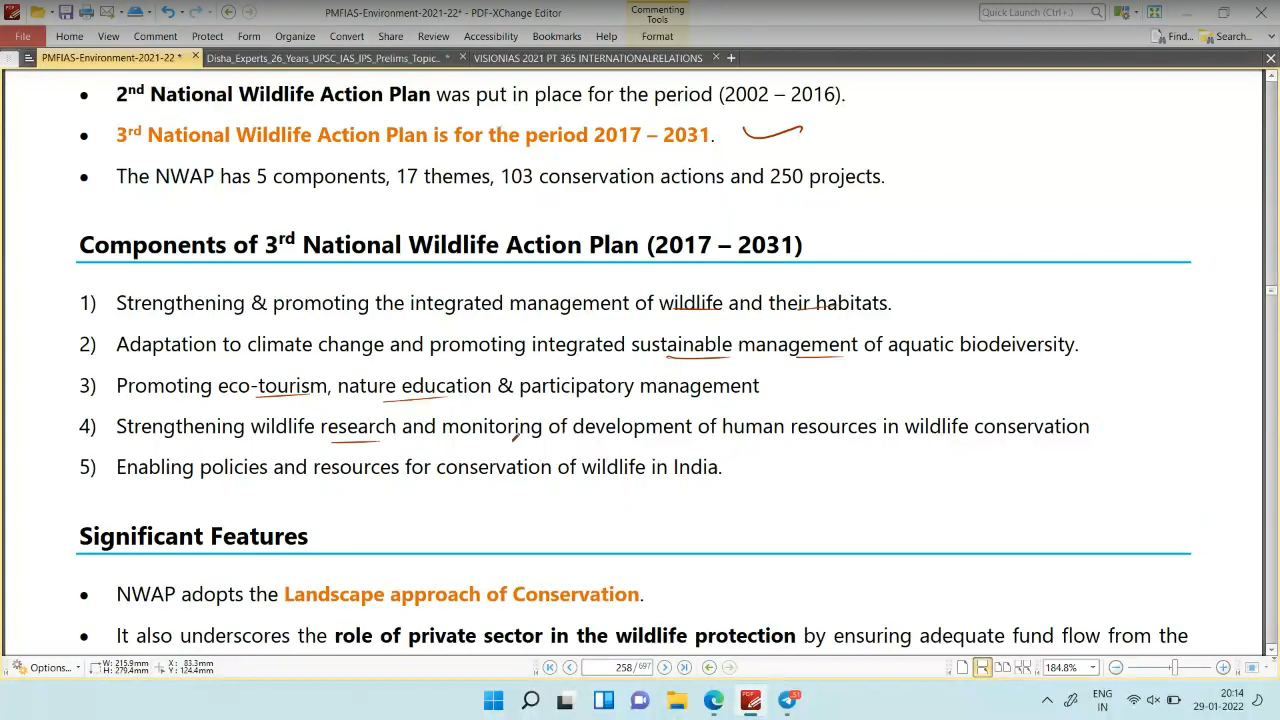 PMFIAS-Environment-2021-22* - PDF-XChange Editor
Commenting Tools
Quick Launch (Ctrl+.)
File Home View Comment Protect Form Organize Convert Share Review Accessibility Bookmarks Help Format Find... Search...
PMFIAS-Environment-2021-22 * Disha_Experts_26_Years_UPSC_IAS_IPS_Prelims_Topic... * VISIONIAS 2021 PT 365 INTERNATIONALRELATIONS
• 2nd National Wildlife Action Plan was put in place for the period (2002 – 2016).
• 3rd National Wildlife Action Plan is for the period 2017 – 2031.
• The NWAP has 5 components, 17 themes, 103 conservation actions and 250 projects.
Components of 3rd National Wildlife Action Plan (2017 – 2031)
1) Strengthening & promoting the integrated management of wildlife and their habitats.
2) Adaptation to climate change and promoting integrated sustainable management of aquatic biodeiversity.
3) Promoting eco-tourism, nature education & participatory management
4) Strengthening wildlife research and monitoring of development of human resources in wildlife conservation
5) Enabling policies and resources for conservation of wildlife in India.
Significant Features
• NWAP adopts the Landscape approach of Conservation.
• It also underscores the role of private sector in the wildlife protection by ensuring adequate fund flow from the
Options... W: 215.9mm H: 279.4mm X: 83.3mm Y: 124.4mm 258 /697 184.8%
51
ENG IN
20:14
29-01-2022